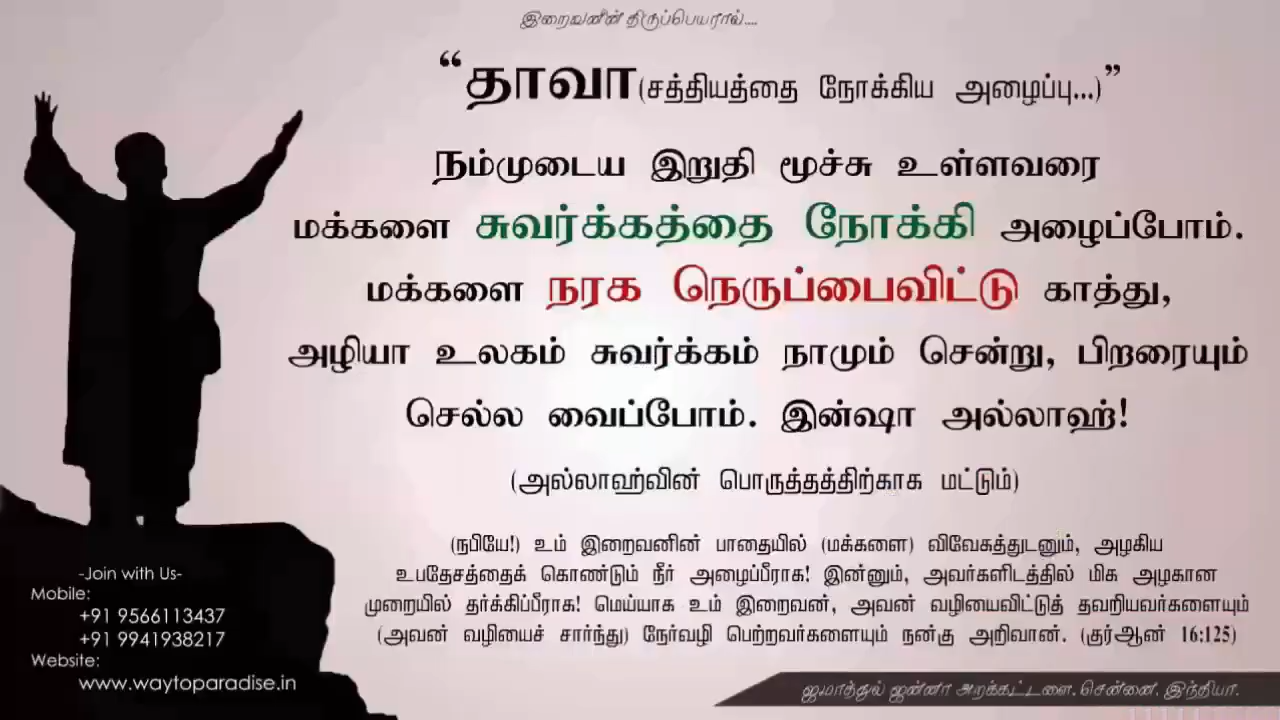 இறைவனின் திருப்பெயரால்....
“தாவா(சத்தியத்தை நோக்கிய அழைப்பு...)”
நம்முடைய இறுதி மூச்சு உள்ளவரை
மக்களை சுவர்க்கத்தை நோக்கி அழைப்போம்.
மக்களை நரக நெருப்பைவிட்டு காத்து,
அழியா உலகம் சுவர்க்கம் நாமும் சென்று, பிறரையும்
செல்ல வைப்போம். இன்ஷா அல்லாஹ்!
(அல்லாஹ்வின் பொருத்தத்திற்காக மட்டும்)
(நபியே!) உம் இறைவனின் பாதையில் (மக்களை) விவேகத்துடனும், அழகிய
உபதேசத்தைக் கொண்டும் நீர் அழைப்பீராக! இன்னும், அவர்களிடத்தில் மிக அழகான
முறையில் தர்க்கிப்பீராக! மெய்யாக உம் இறைவன், அவன் வழியைவிட்டுத் தவறியவர்களையும்
(அவன் வழியைச் சார்ந்து) நேர்வழி பெற்றவர்களையும் நன்கு அறிவான். (குர்ஆன் 16:125)
-Join with Us-
Mobile:
+91 9566113437
+91 9941938217
Website:
www.waytoparadise.in
ஜமாத்துல் ஜன்னா அறக்கட்டளை. சென்னை. இந்தியா.